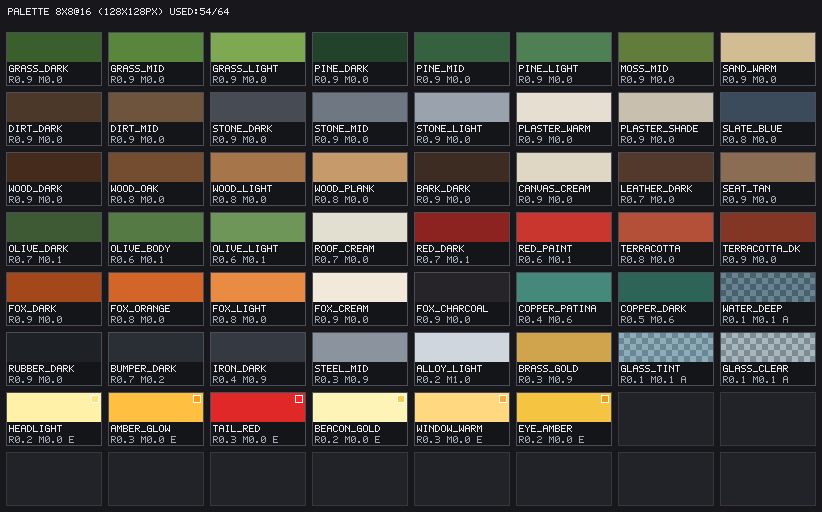 PALETTE 8X8@16 (128X128PX) USED:54/64
GRASS_DARK GRASS_MID GRASS_LIGHT PINE_DARK PINE_MID PINE_LIGHT MOSS_MID SAND_WARM
R0.9 M0.0 R0.9 M0.0 R0.9 M0.0 R0.9 M0.0 R0.9 M0.0 R0.9 M0.0 R0.9 M0.0 R0.9 M0.0
DIRT_DARK DIRT_MID STONE_DARK STONE_MID STONE_LIGHT PLASTER_WARM PLASTER_SHADE SLATE_BLUE
R0.9 M0.0 R0.9 M0.0 R0.9 M0.0 R0.9 M0.0 R0.9 M0.0 R0.9 M0.0 R0.9 M0.0 R0.8 M0.0
WOOD_DARK WOOD_OAK WOOD_LIGHT WOOD_PLANK BARK_DARK CANVAS_CREAM LEATHER_DARK SEAT_TAN
R0.9 M0.0 R0.8 M0.0 R0.8 M0.0 R0.8 M0.0 R0.9 M0.0 R0.9 M0.0 R0.7 M0.0 R0.9 M0.0
OLIVE_DARK OLIVE_BODY OLIVE_LIGHT ROOF_CREAM RED_DARK RED_PAINT TERRACOTTA TERRACOTTA_DK
R0.7 M0.1 R0.6 M0.1 R0.6 M0.1 R0.7 M0.0 R0.7 M0.1 R0.6 M0.1 R0.8 M0.0 R0.9 M0.0
FOX_DARK FOX_ORANGE FOX_LIGHT FOX_CREAM FOX_CHARCOAL COPPER_PATINA COPPER_DARK WATER_DEEP
R0.9 M0.0 R0.8 M0.0 R0.8 M0.0 R0.9 M0.0 R0.9 M0.0 R0.4 M0.6 R0.5 M0.6 R0.1 M0.1 A
RUBBER_DARK BUMPER_DARK IRON_DARK STEEL_MID ALLOY_LIGHT BRASS_GOLD GLASS_TINT GLASS_CLEAR
R0.9 M0.0 R0.7 M0.2 R0.4 M0.9 R0.3 M0.9 R0.2 M1.0 R0.3 M0.9 R0.1 M0.1 A R0.1 M0.1 A
HEADLIGHT AMBER_GLOW TAIL_RED BEACON_GOLD WINDOW_WARM EYE_AMBER
R0.2 M0.0 E R0.3 M0.0 E R0.3 M0.0 E R0.2 M0.0 E R0.3 M0.0 E R0.2 M0.0 E